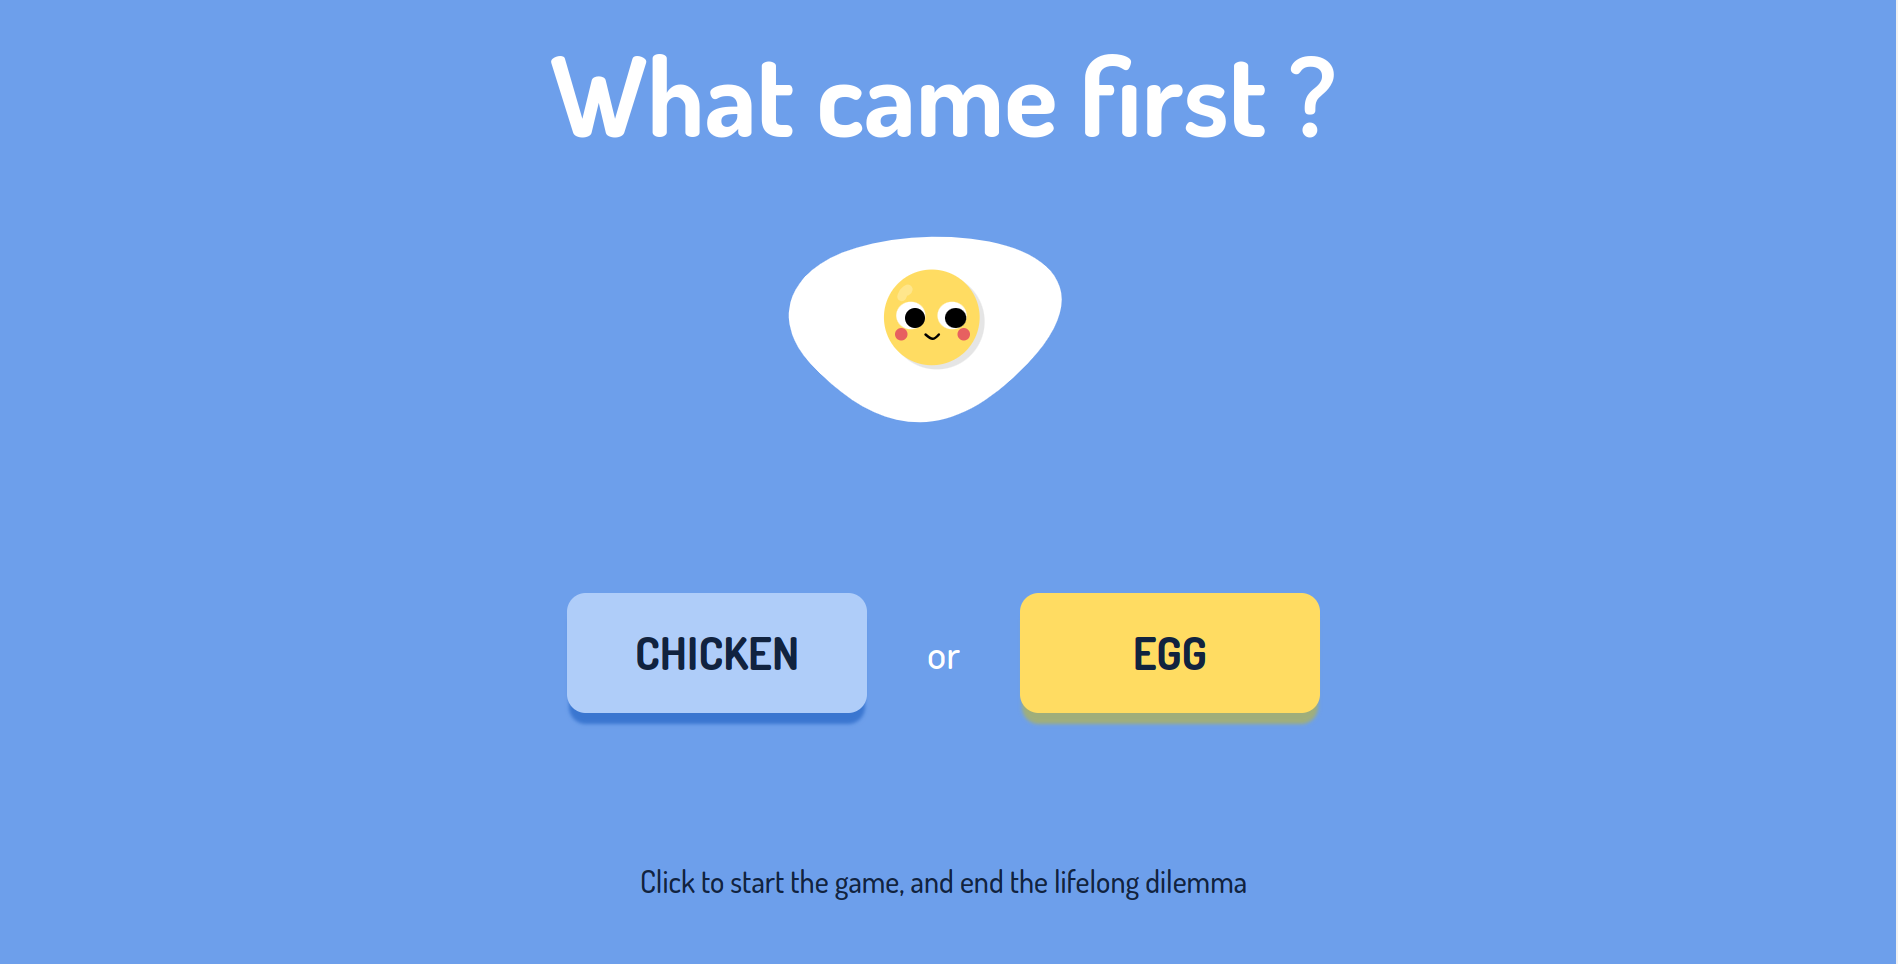 What came first ?
CHICKEN or EGG
Click to start the game, and end the lifelong dilemma